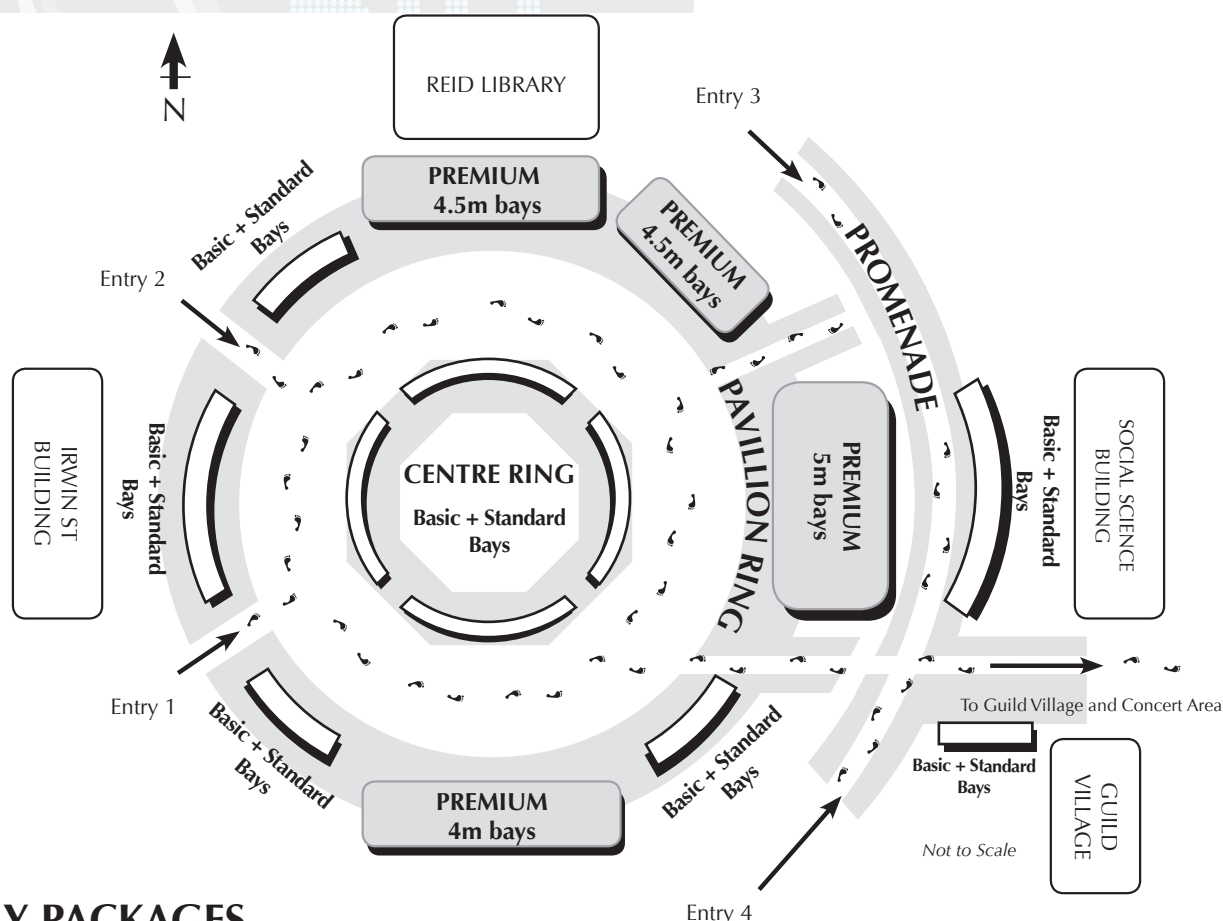 N
REID LIBRARY
Entry 3
PREMIUM
4.5m bays
PREMIUM
4.5m bays
Basic + Standard
Bays
Entry 2
PROMENADE
PAVILLION RING
IRWIN ST
BUILDING
Basic + Standard
Bays
CENTRE RING
Basic + Standard
Bays
PREMIUM
5m bays
Basic + Standard
Bays
SOCIAL SCIENCE
BUILDING
Entry 1
Basic + Standard
Bays
PREMIUM
4m bays
Basic + Standard
Bays
To Guild Village and Concert Area
Basic + Standard
Bays
GUILD
VILLAGE
Not to Scale
Entry 4
Y PACKAGES